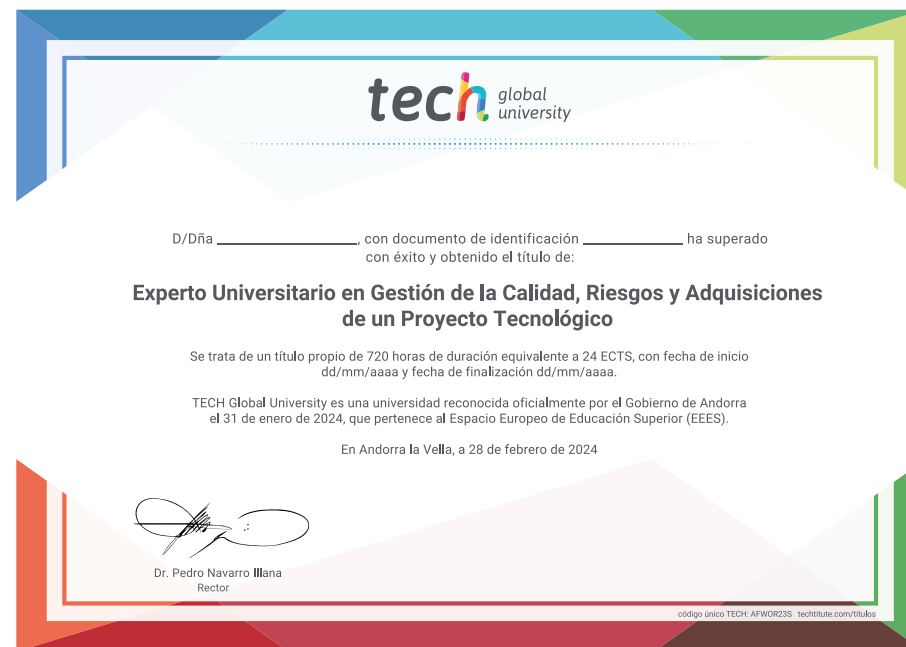 tech global university
D/Dña ______________, con documento de identificación __________ ha superado
con éxito y obtenido el título de:
Experto Universitario en Gestión de la Calidad, Riesgos y Adquisiciones
de un Proyecto Tecnológico
Se trata de un título propio de 720 horas de duración equivalente a 24 ECTS, con fecha de inicio
dd/mm/aaaa y fecha de finalización dd/mm/aaaa.
TECH Global University es una universidad reconocida oficialmente por el Gobierno de Andorra
el 31 de enero de 2024, que pertenece al Espacio Europeo de Educación Superior (EEES).
En Andorra la Vella, a 28 de febrero de 2024
Dr. Pedro Navarro Illana
Rector
código único TECH: AFWOR23S techtitute.com/titulos